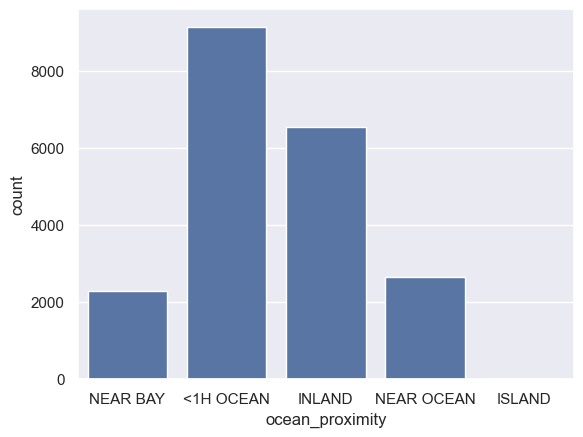 8000
6000
4000
2000
0
count
NEAR BAY <1H OCEAN INLAND NEAR OCEAN ISLAND
ocean_proximity